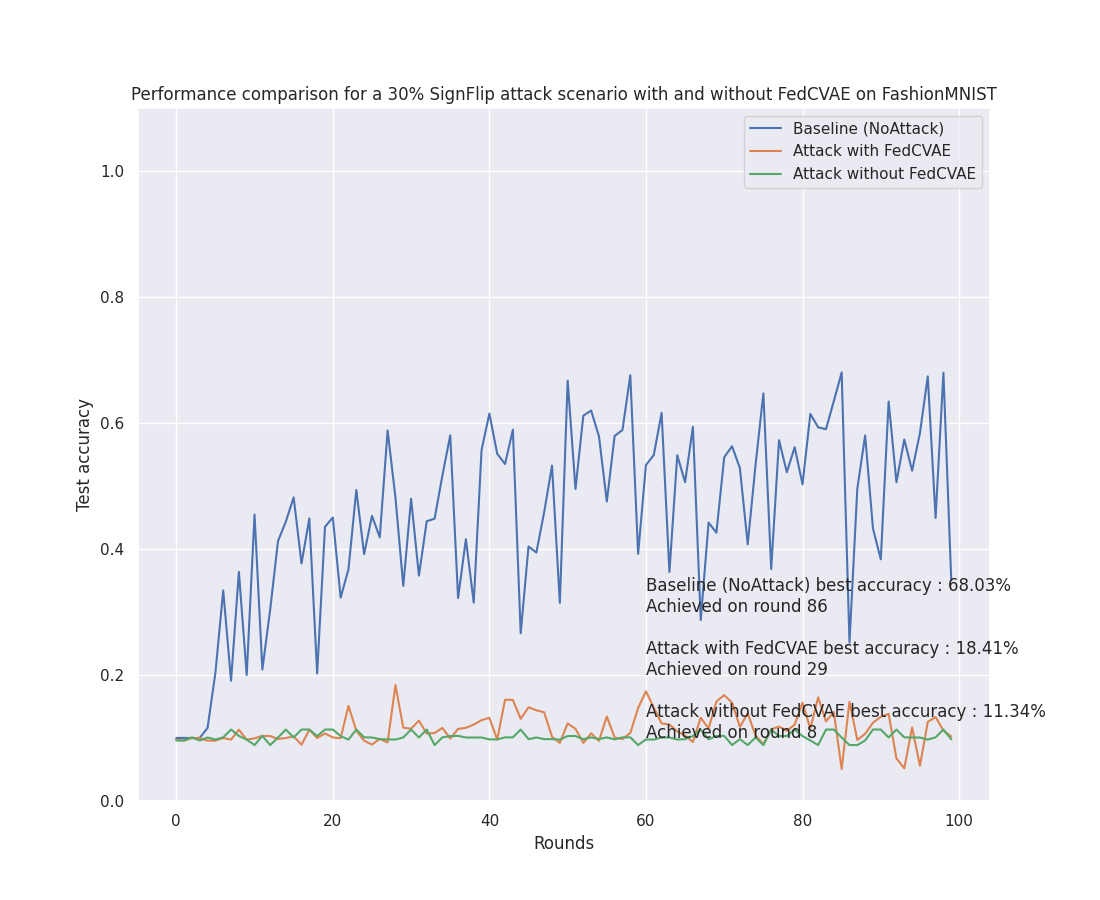 Performance comparison for a 30% SignFlip attack scenario with and without FedCVAE on FashionMNIST
Baseline (NoAttack)
Attack with FedCVAE
Attack without FedCVAE
1.0
0.8
0.6
0.4
0.2
0.0
Test accuracy
Baseline (NoAttack) best accuracy : 68.03%
Achieved on round 86
Attack with FedCVAE best accuracy : 18.41%
Achieved on round 29
Attack without FedCVAE best accuracy : 11.34%
Achieved on round 8
0 20 40 60 80 100
Rounds